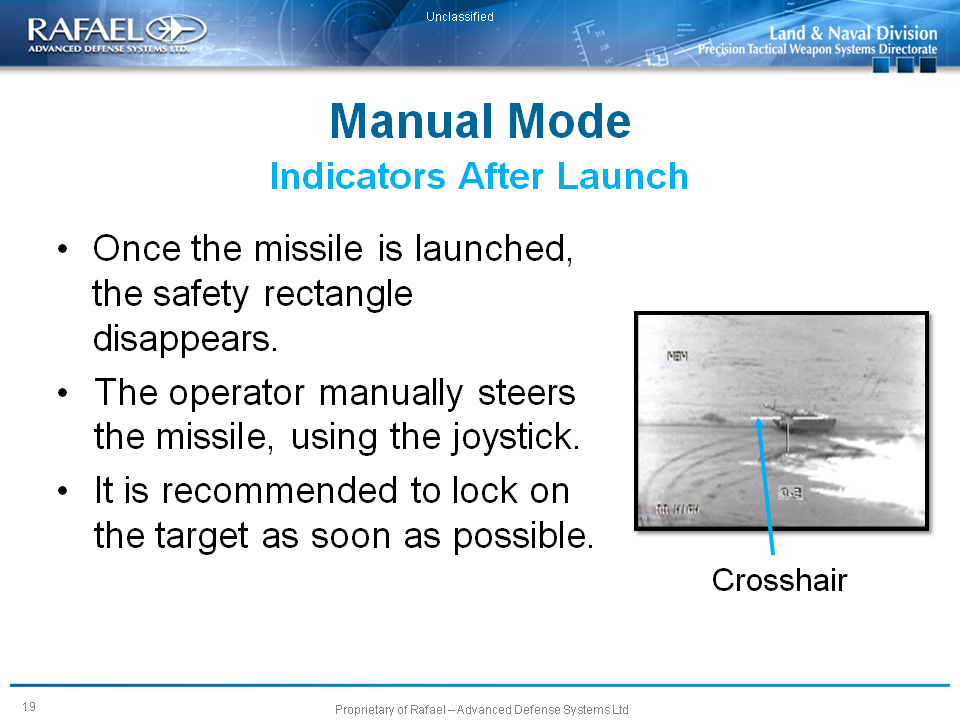 Unclassified
RAFAEL
ADVANCED DEFENSE SYSTEMS LTD.
Land & Naval Division
Precision Tactical Weapon Systems Directorate
Manual Mode
Indicators After Launch
• Once the missile is launched,
the safety rectangle
disappears.
• The operator manually steers
the missile, using the joystick.
• It is recommended to lock on
the target as soon as possible.
Crosshair
19
Proprietary of Rafael – Advanced Defense Systems Ltd